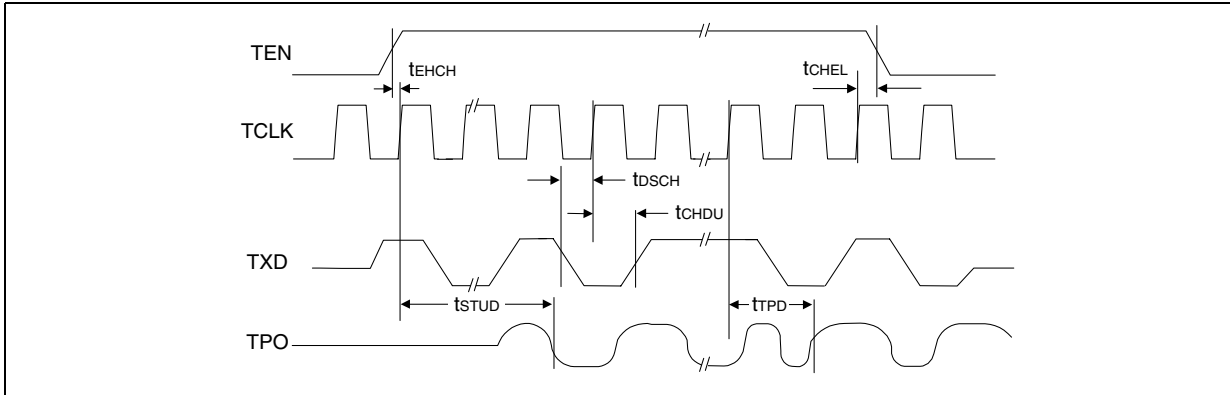 TEN
tEHCH
tCHEL
TCLK
tDSCH
tCHDU
TXD
tSTUD
tTPD
TPO